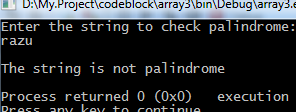 D:\My.Project\codeblock\array3\bin\Debug\array3.e
Enter the string to check palindrome:
razu
The string is not palindrome
Process returned 0 (0x0)   execution
Press any key to continue